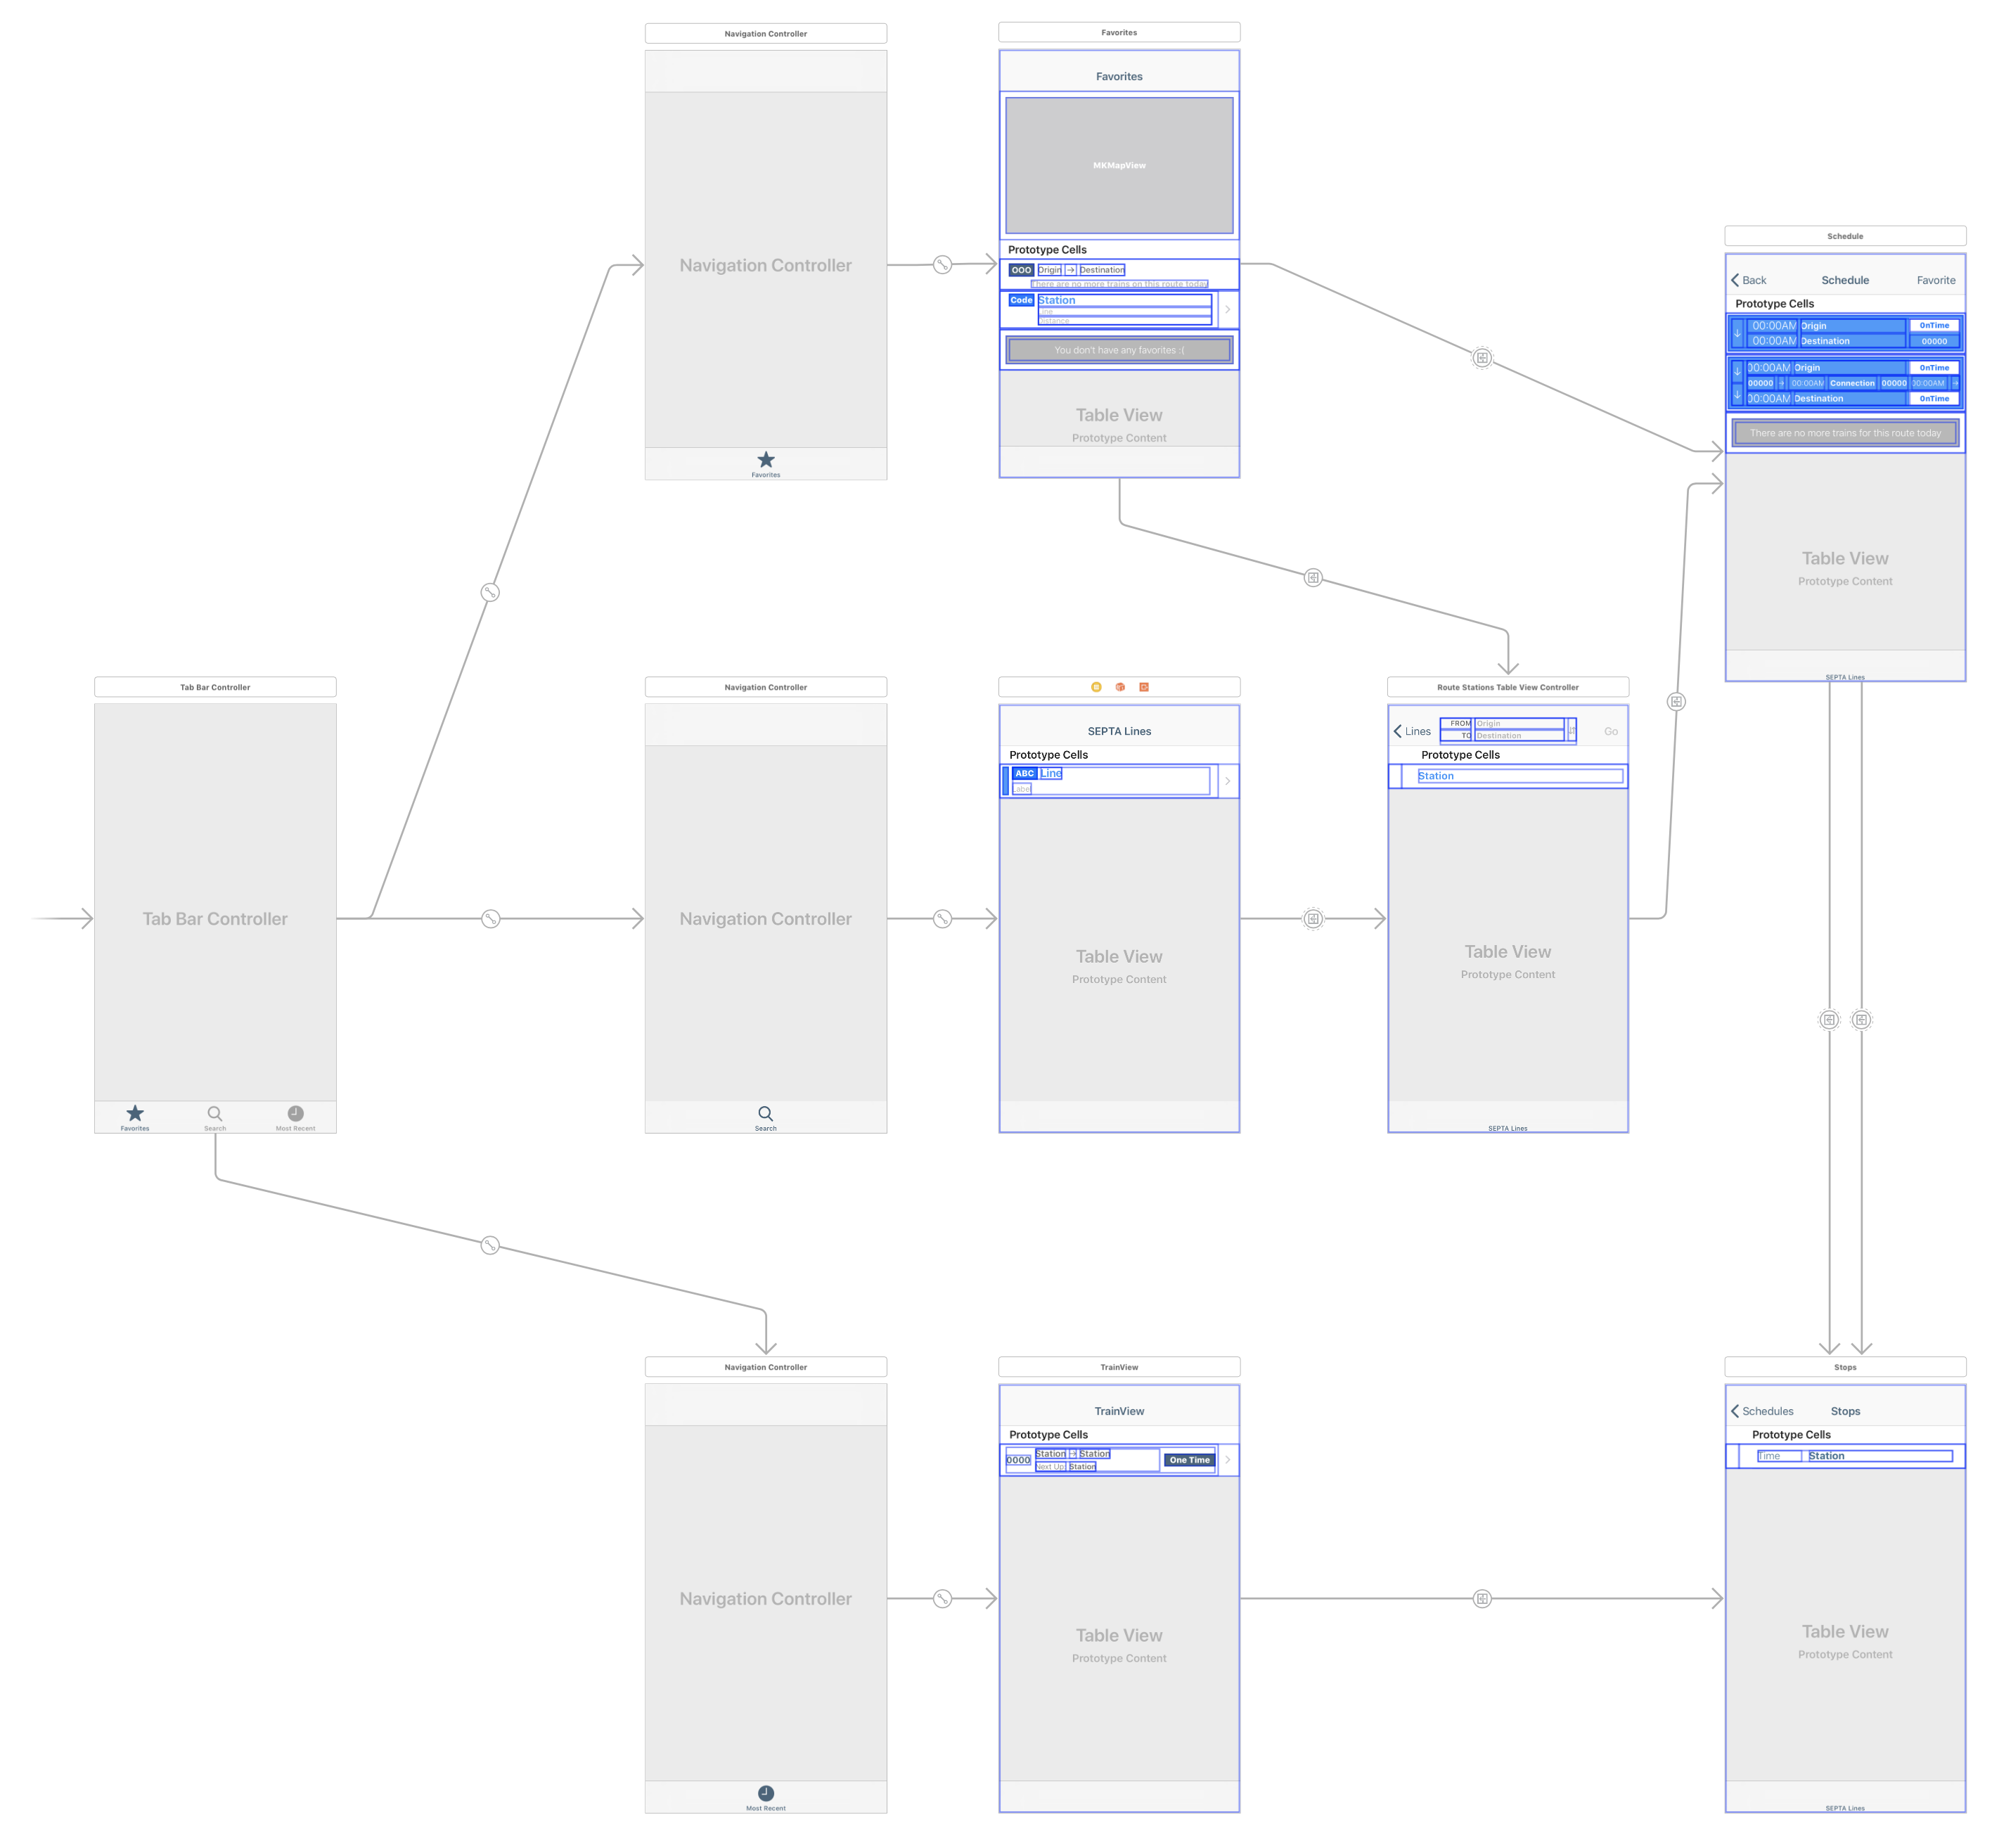 Navigation Controller
Navigation Controller
Favorites
Favorites
Favorites
MKMapView
Prototype Cells
OOO Origin → Destination
There are no more trains on this route today
Code Station
Line
Distance
You don't have any favorites :(
Table View
Prototype Content
Schedule
Back Schedule Favorite
Prototype Cells
↓ 00:00AM Origin OnTime
00:00AM Destination 00000
↓ 00:00AM Origin OnTime
00000 → 00:00AM Connection 00000 00:00AM →
↓ 00:00AM Destination OnTime
There are no more trains for this route today
Table View
Prototype Content
SEPTA Lines
Tab Bar Controller
Tab Bar Controller
Favorites Search Most Recent
Navigation Controller
Navigation Controller
Search
SEPTA Lines
Prototype Cells
ABC Line
Label
Table View
Prototype Content
Route Stations Table View Controller
Lines FROM Origin Go
TO Destination
Prototype Cells
Station
Table View
Prototype Content
SEPTA Lines
Navigation Controller
Navigation Controller
Most Recent
TrainView
TrainView
Prototype Cells
0000 Station → Station One Time
Next Up: Station
Table View
Prototype Content
Stops
Schedules Stops
Prototype Cells
Time Station
Table View
Prototype Content
SEPTA Lines